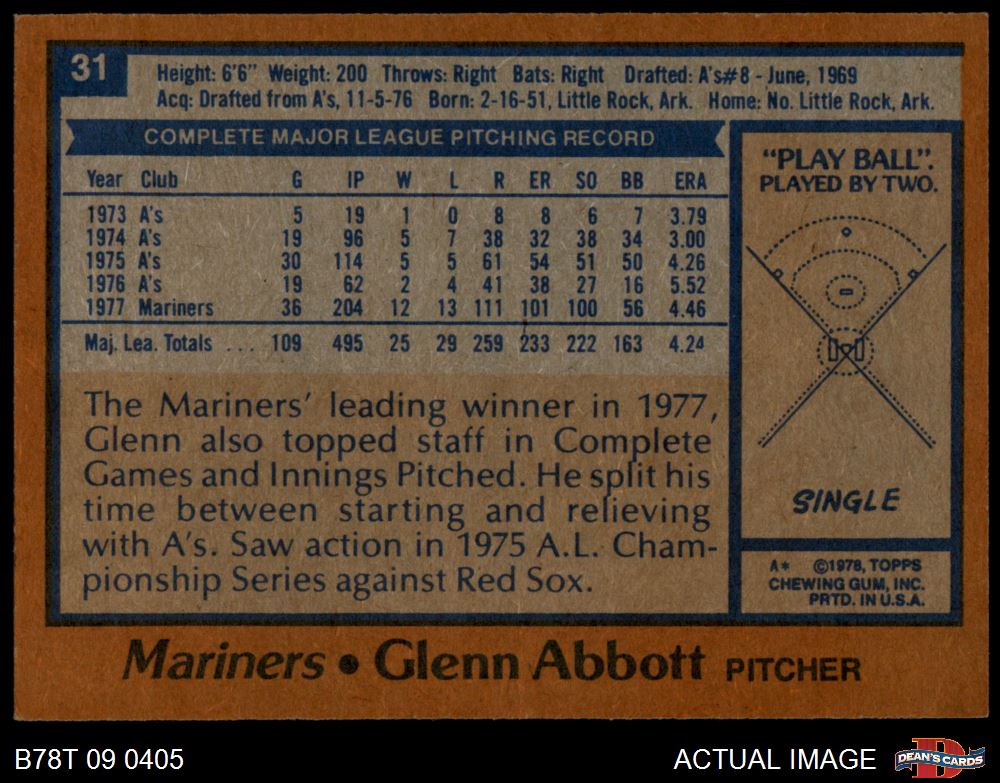 31
Height: 6'6" Weight: 200 Throws: Right Bats: Right Drafted: A's#8 - June, 1969
Acq: Drafted from A's, 11-5-76 Born: 2-16-51, Little Rock, Ark. Home: No. Little Rock, Ark.
COMPLETE MAJOR LEAGUE PITCHING RECORD
Year Club G IP W L R ER SO BB ERA
1973 A's 5 19 1 0 8 8 6 7 3.79
1974 A's 19 96 5 7 38 32 38 34 3.00
1975 A's 30 114 5 5 61 54 51 50 4.26
1976 A's 19 62 2 4 41 38 27 16 5.52
1977 Mariners 36 204 12 13 111 101 100 56 4.46
Maj. Lea. Totals ... 109 495 25 29 259 233 222 163 4.24
The Mariners' leading winner in 1977,
Glenn also topped staff in Complete
Games and Innings Pitched. He split his
time between starting and relieving
with A's. Saw action in 1975 A.L. Cham-
pionship Series against Red Sox.
"PLAY BALL".
PLAYED BY TWO.
SINGLE
A* ©1978, TOPPS
CHEWING GUM, INC.
PRTD. IN U.S.A.
Mariners • Glenn Abbott PITCHER
B78T 09 0405
ACTUAL IMAGE
D
DEAN'S CARDS